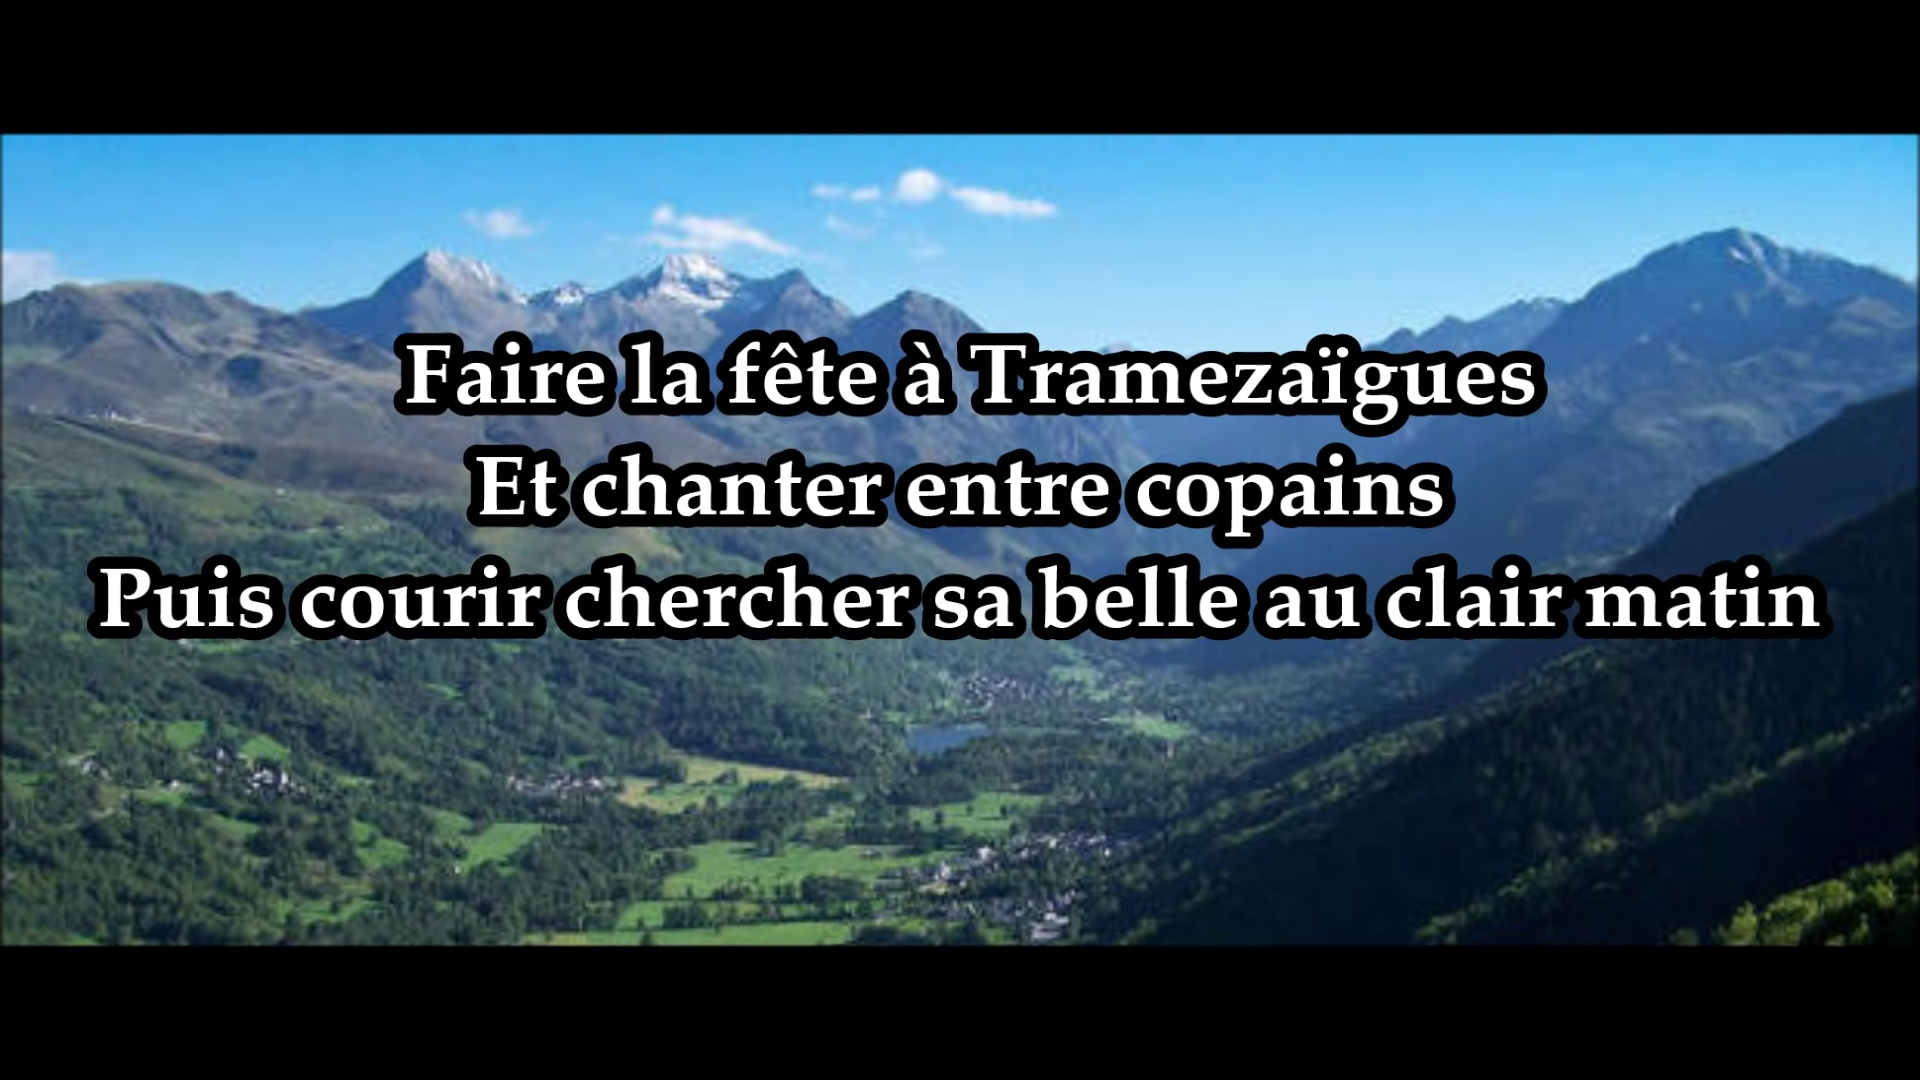 Faire la fête à Tramezaïgues
Et chanter entre copains
Puis courir chercher sa belle au clair matin